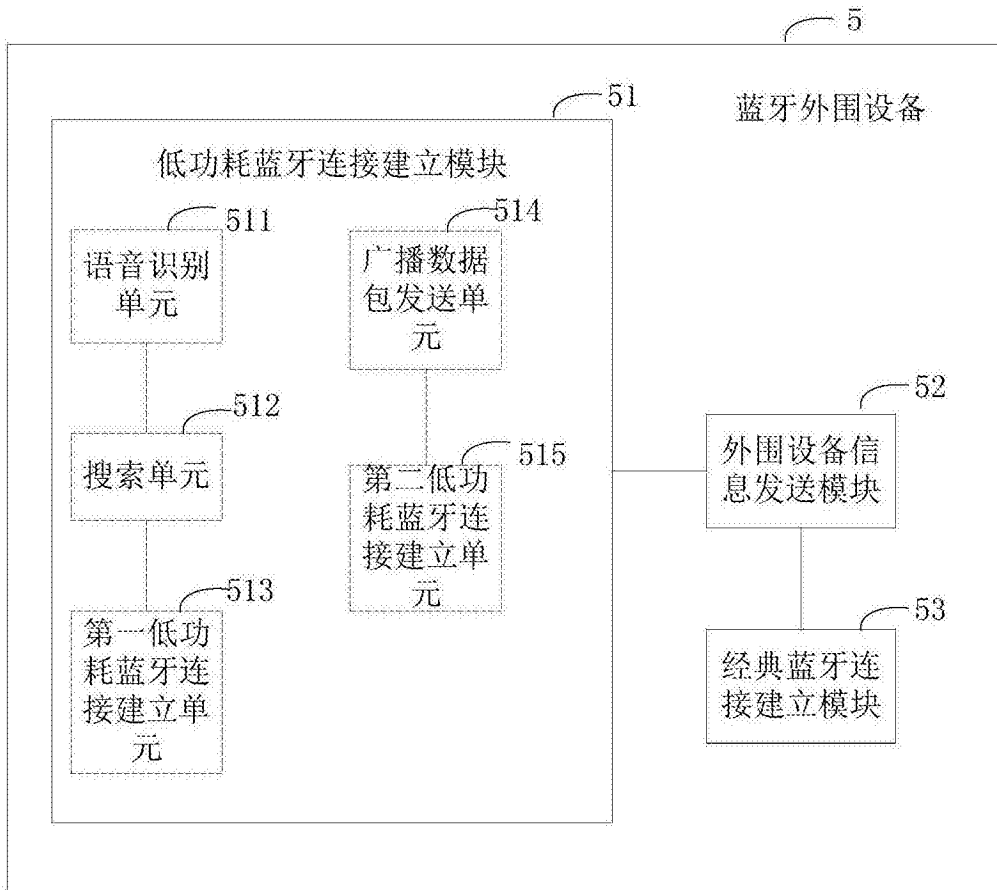 5
蓝牙外围设备
51
低功耗蓝牙连接建立模块
511
语音识别
单元
514
广播数据
包发送单
元
512
搜索单元
515
第二低功
耗蓝牙连
接建立单
元
513
第一低功
耗蓝牙连
接建立单
元
52
外围设备信
息发送模块
53
经典蓝牙连
接建立模块